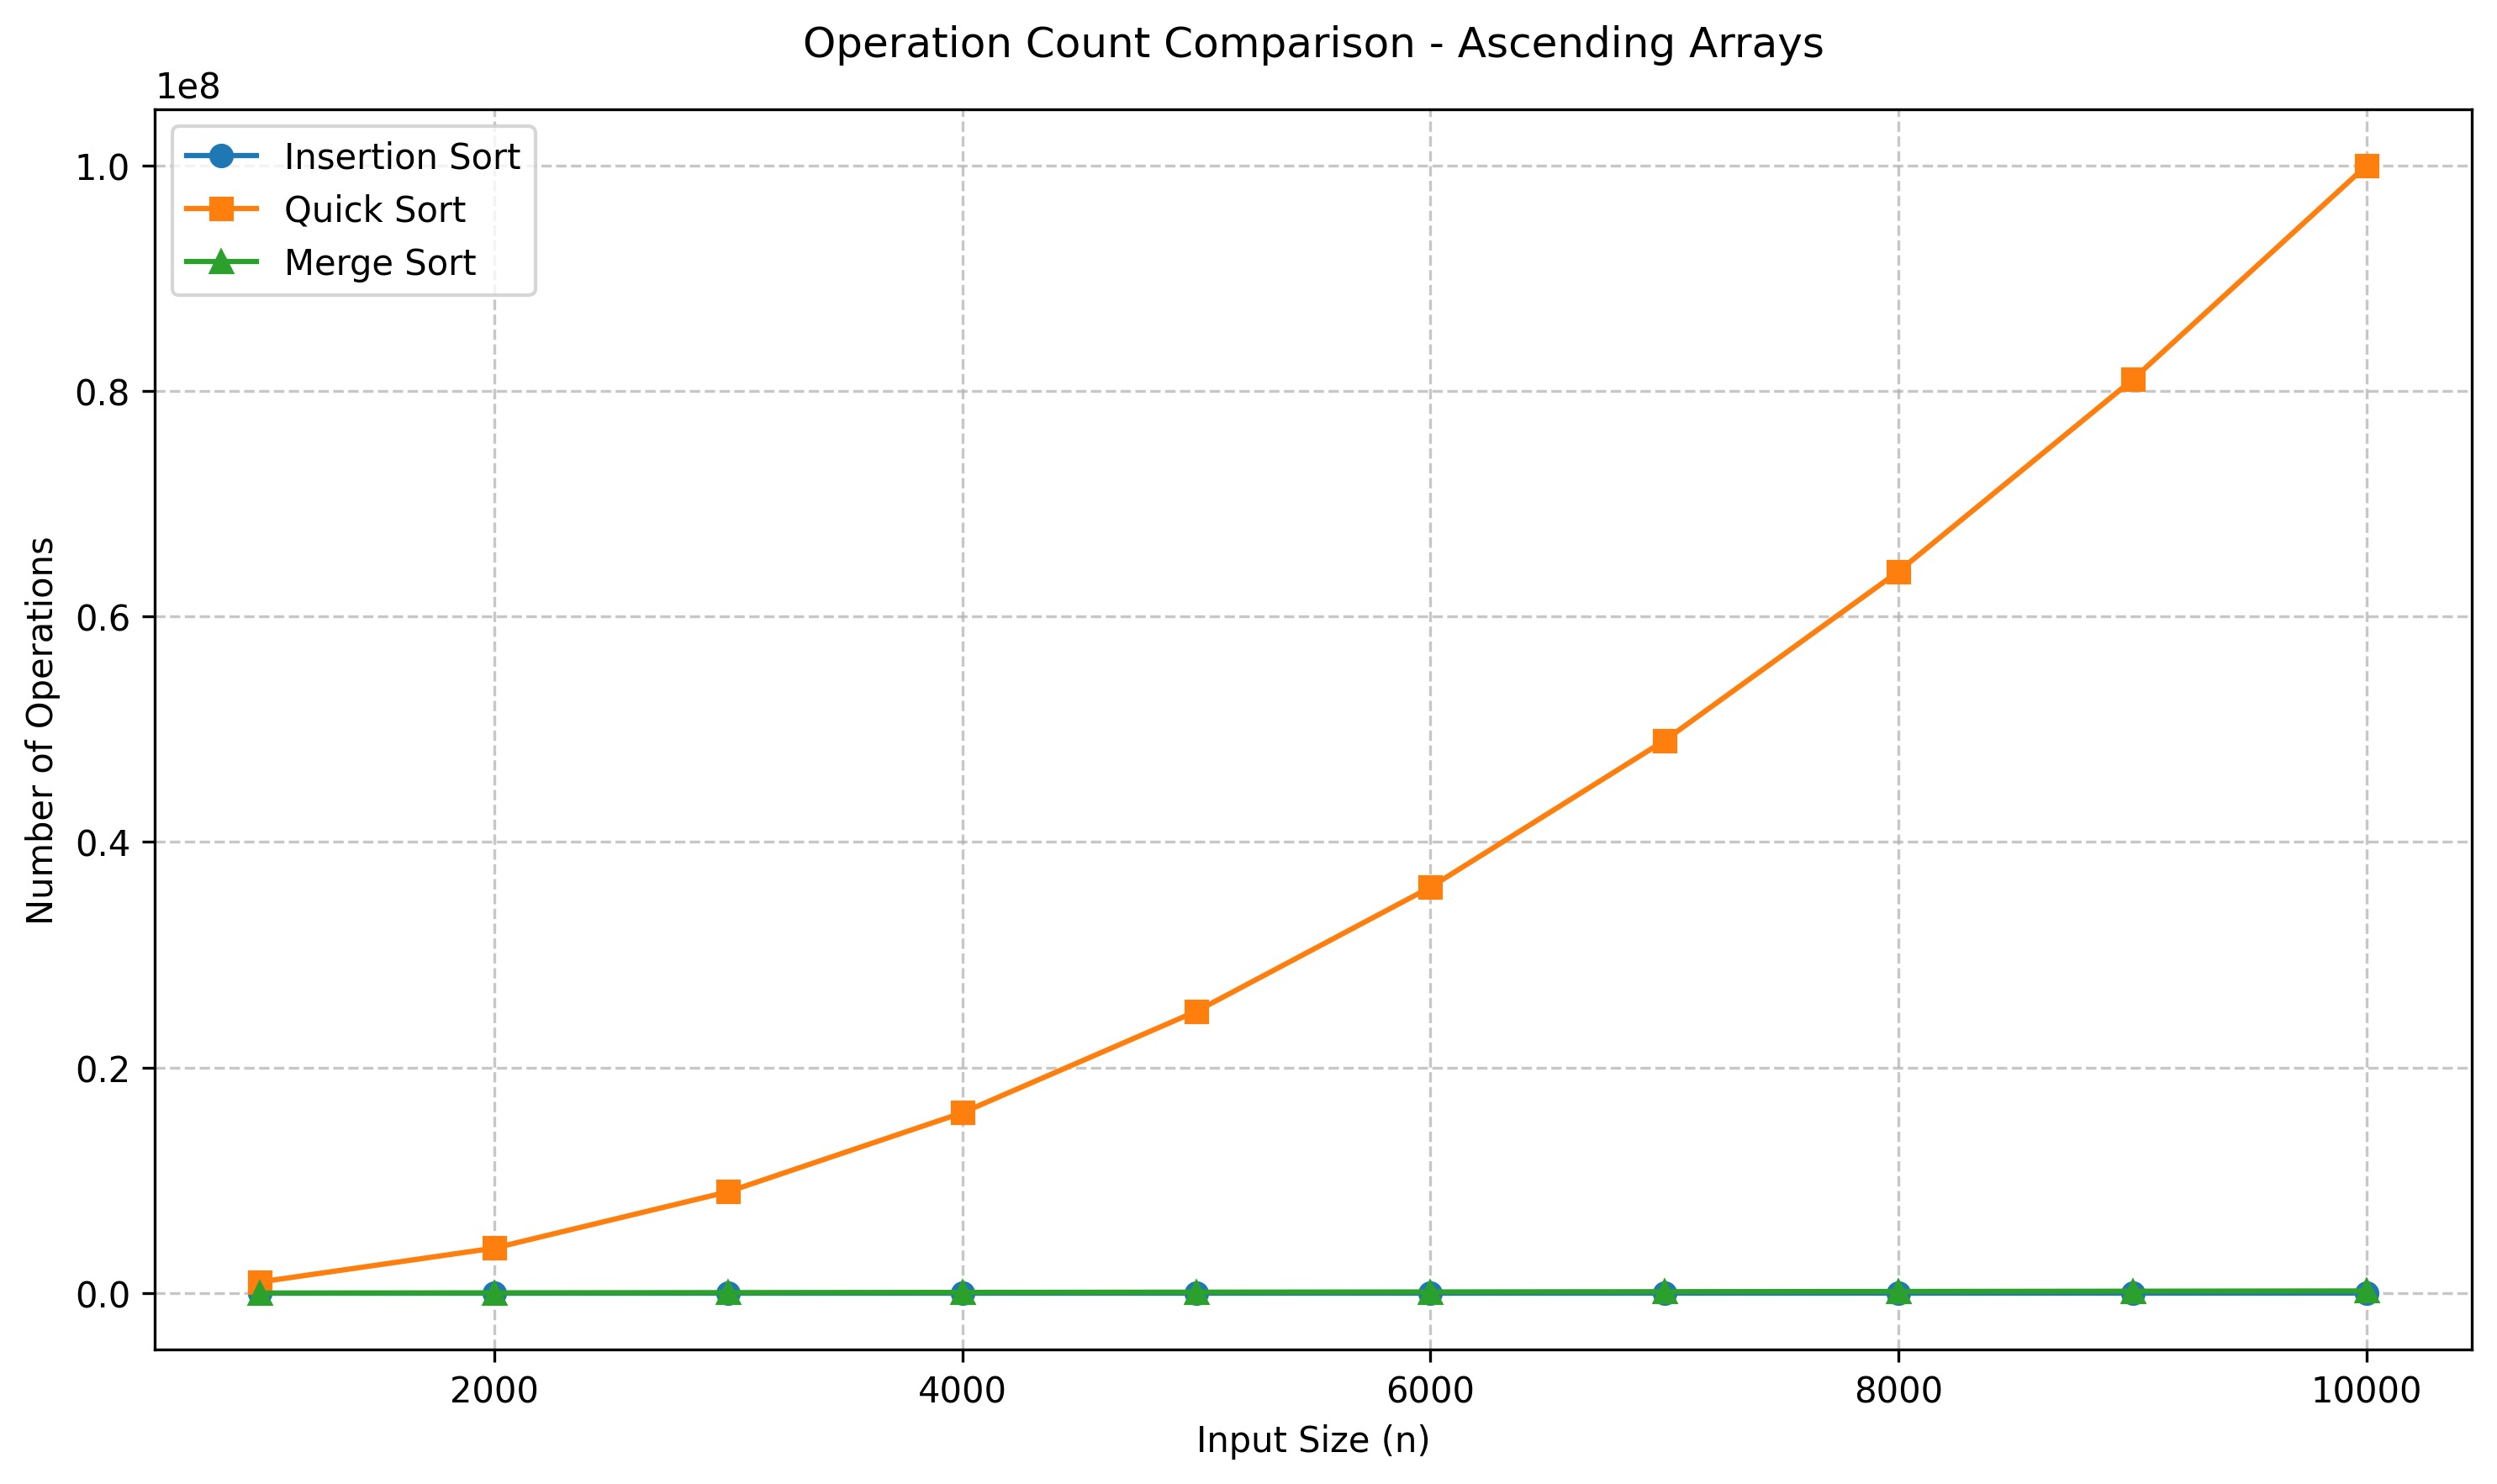 Operation Count Comparison - Ascending Arrays
1e8
Insertion Sort
Quick Sort
Merge Sort
1.0
0.8
0.6
0.4
0.2
0.0
Number of Operations
2000 4000 6000 8000 10000
Input Size (n)